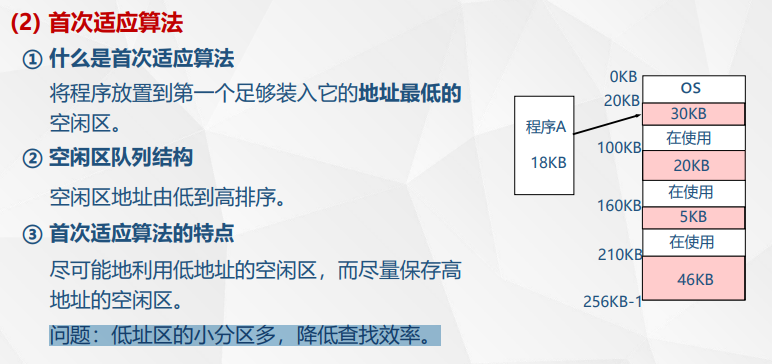 (2) 首次适应算法
① 什么是首次适应算法
将程序放置到第一个足够装入它的地址最低的
空闲区。
② 空闲区队列结构
空闲区地址由低到高排序。
③ 首次适应算法的特点
尽可能地利用低地址的空闲区，而尽量保存高
地址的空闲区。
问题：低址区的小分区多，降低查找效率。
程序A
18KB
0KB
OS
20KB
30KB
在使用
100KB
20KB
在使用
160KB
5KB
在使用
210KB
46KB
256KB-1